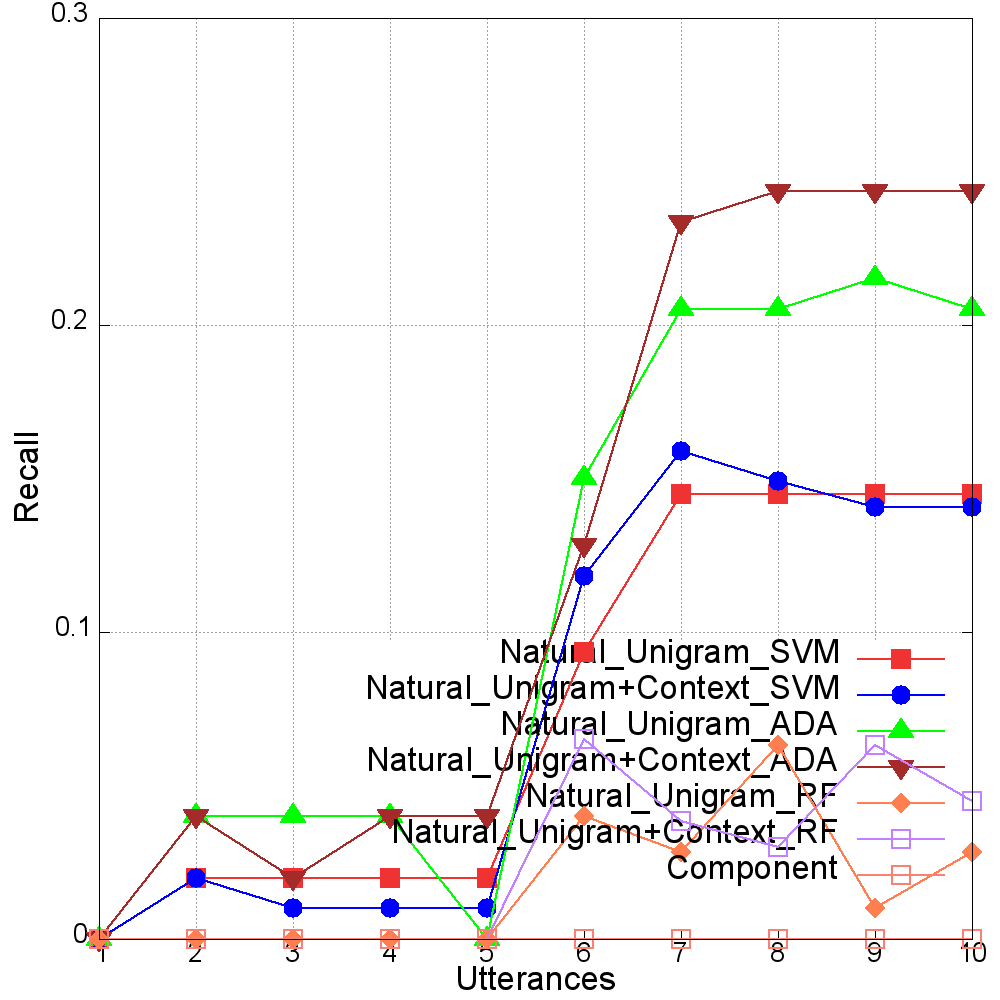 0.3
0.2
0.1
0
Recall
Natural_Unigram_SVM
Natural_Unigram+Context_SVM
Natural_Unigram_ADA
Natural_Unigram+Context_ADA
Natural_Unigram_RF
Natural_Unigram+Context_RF
Component
1 2 3 4 5 6 7 8 9 10
Utterances